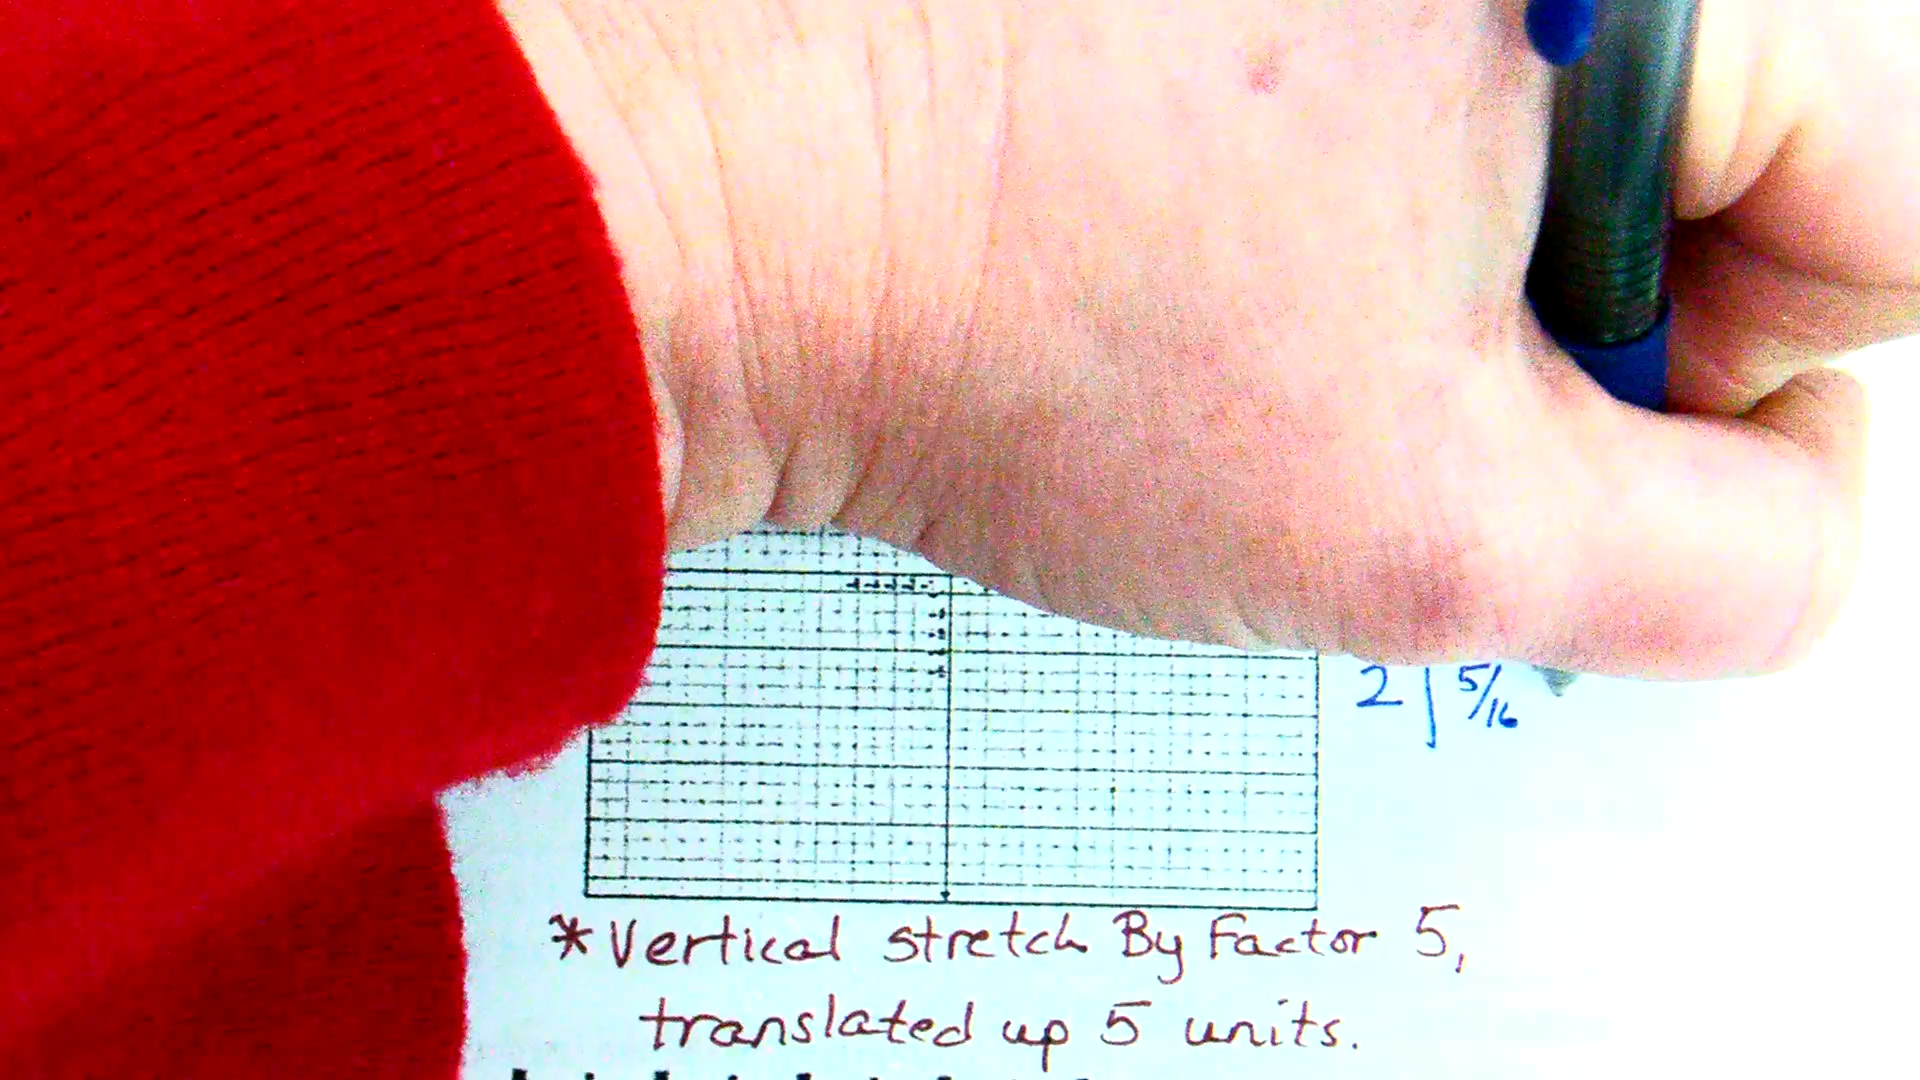 2 | 5/16
* Vertical stretch By Factor 5,
translated up 5 units.